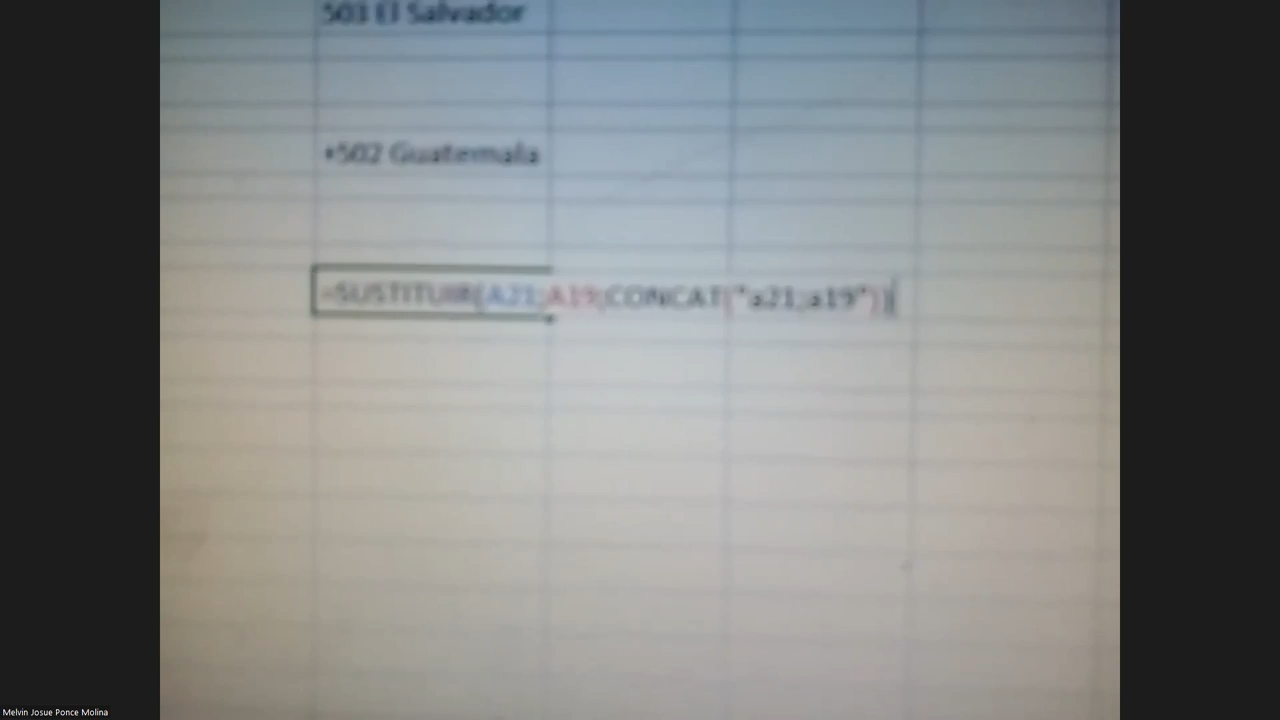 503 El Salvador
+502 Guatemala
=SUSTITUIR(A21;A19;CONCAT("a21;a19"))
Melvin Josue Ponce Molina